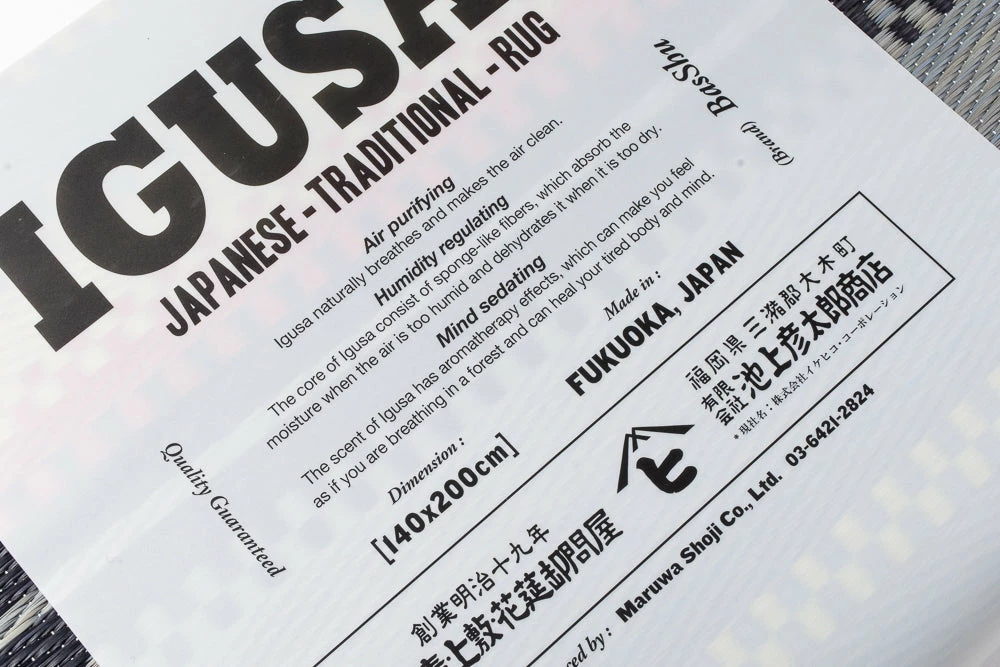 IGUSA
JAPANESE - TRADITIONAL - RUG
BasShu
(Brand)
Air purifying
Igusa naturally breathes and makes the air clean.
Humidity regulating
The core of Igusa consist of sponge-like fibers, which absorb the
moisture when the air is too humid and dehydrates it when it is too dry.
Mind sedating
The scent of Igusa has aromatherapy effects, which can make you feel
as if you are breathing in a forest and can heal your tired body and mind.
Quality Guaranteed
Dimension :
[140x200cm]
Made in :
FUKUOKA, JAPAN
創業明治十九年
上敷・花莚卸問屋
ヒ
福岡県三潴郡大木町
有限会社 池上彦太郎商店
*現社名：株式会社イケヒコ・コーポレーション
by : Maruwa Shoji Co., Ltd. 03-6421-2824